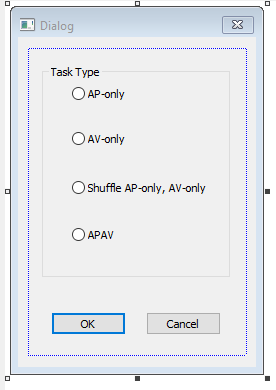 Dialog
Task Type
AP-only
AV-only
Shuffle AP-only, AV-only
APAV
OK
Cancel